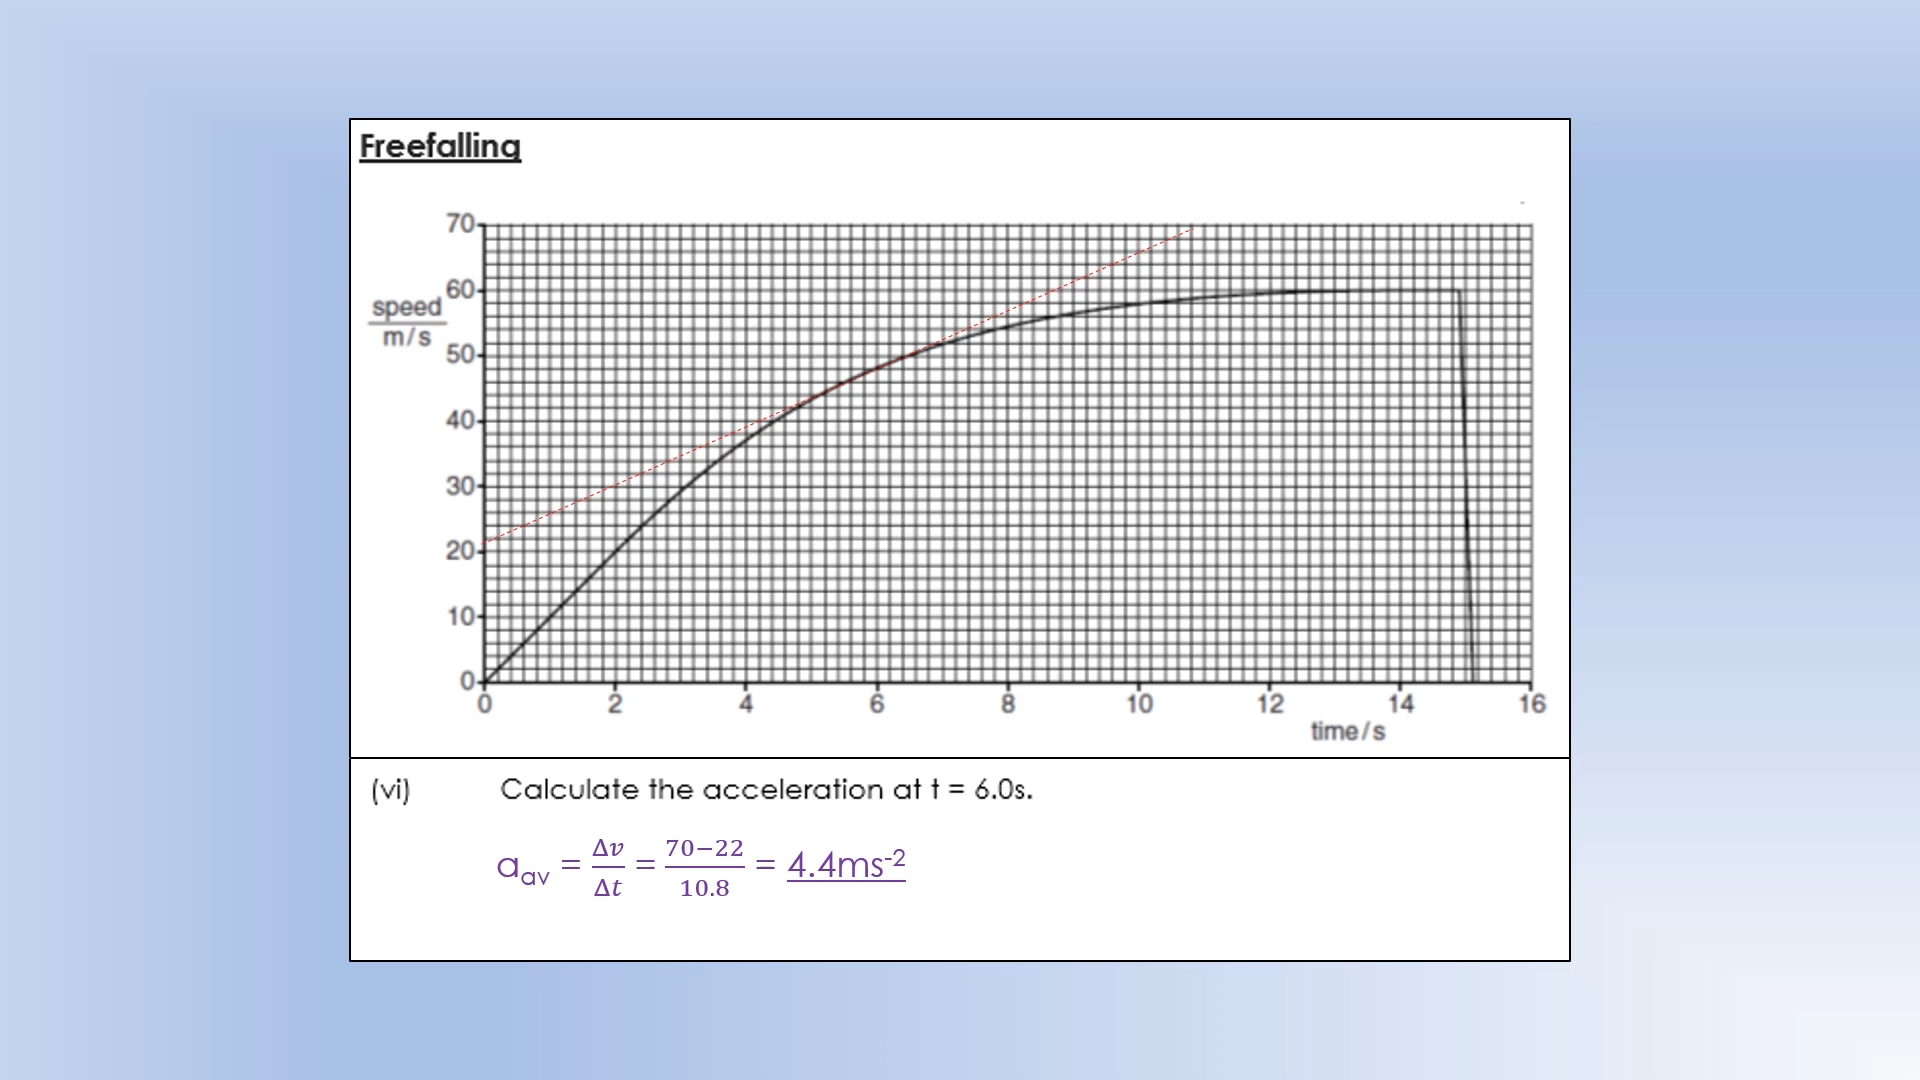 Freefalling
70
60
speed
m/s
50
40
30
20
10
0
0 2 4 6 8 10 12 14 16
time/s
(vi) Calculate the acceleration at t = 6.0s.
a_av = Δv/Δt = 70−22/10.8 = 4.4ms⁻²